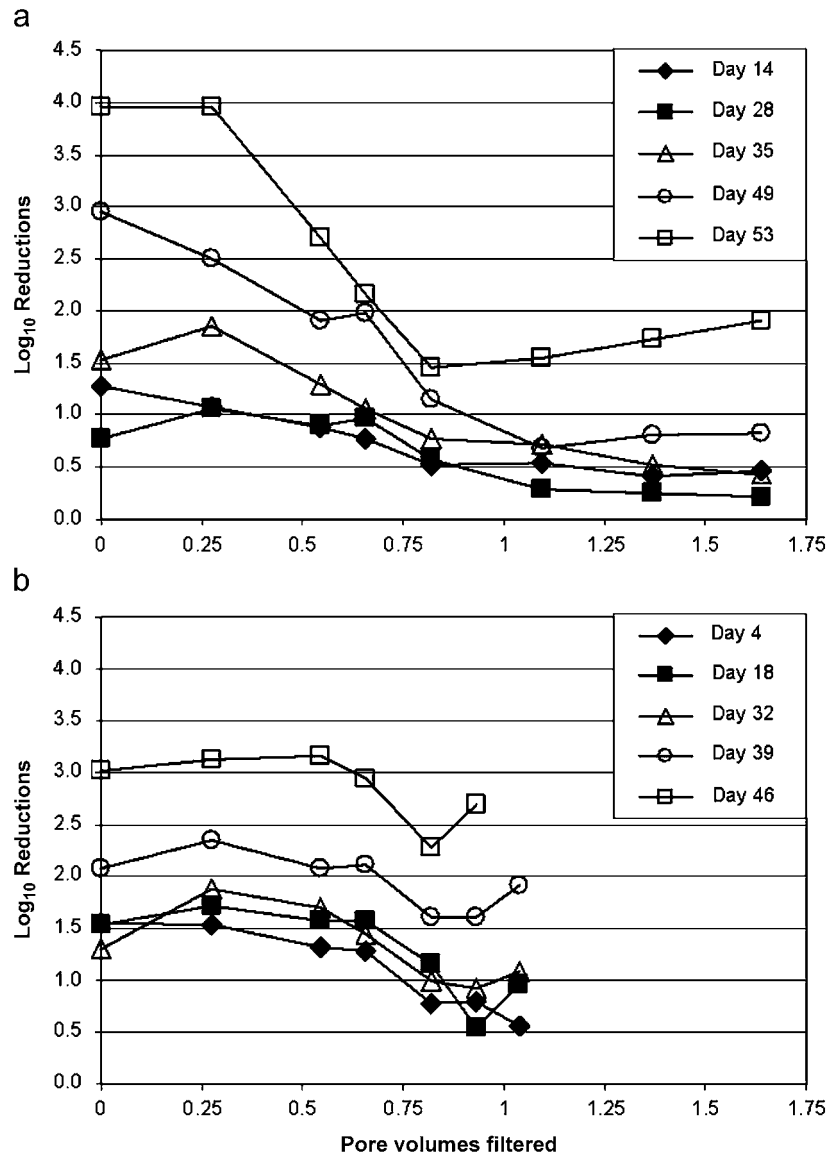 a
4.5
4.0
3.5
3.0
2.5
2.0
1.5
1.0
0.5
0.0
Log10 Reductions
0 0.25 0.5 0.75 1 1.25 1.5 1.75
Day 14
Day 28
Day 35
Day 49
Day 53
b
4.5
4.0
3.5
3.0
2.5
2.0
1.5
1.0
0.5
0.0
Log10 Reductions
0 0.25 0.5 0.75 1 1.25 1.5 1.75
Pore volumes filtered
Day 4
Day 18
Day 32
Day 39
Day 46